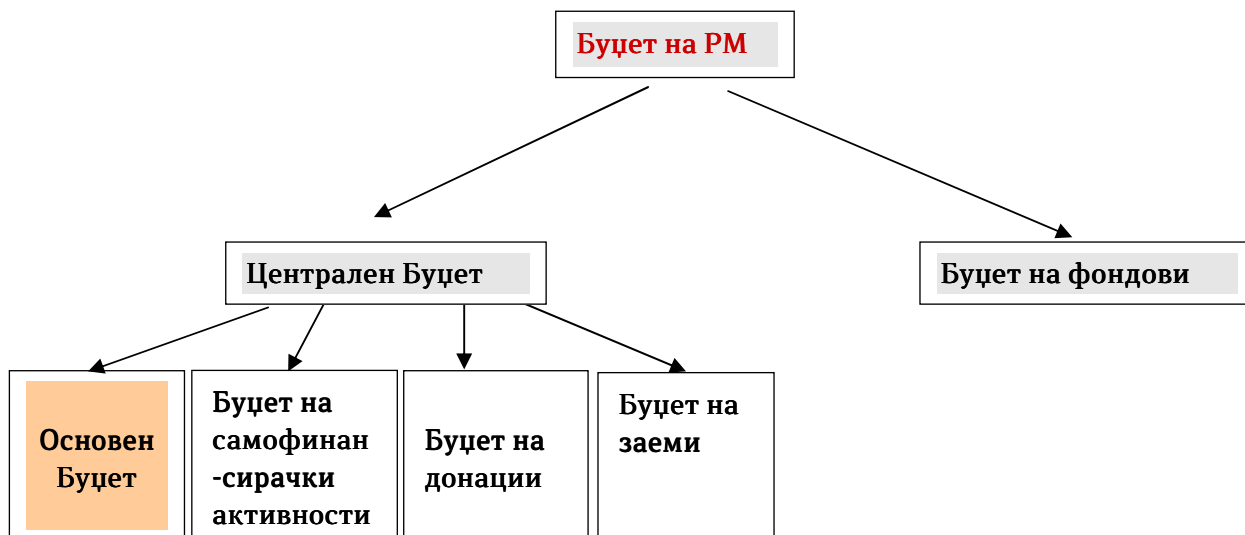 Буџет на РМ
Централен Буџет
Буџет на фондови
Основен
Буџет
Буџет на
самофинан
-сирачки
активности
Буџет на
донации
Буџет на
заеми